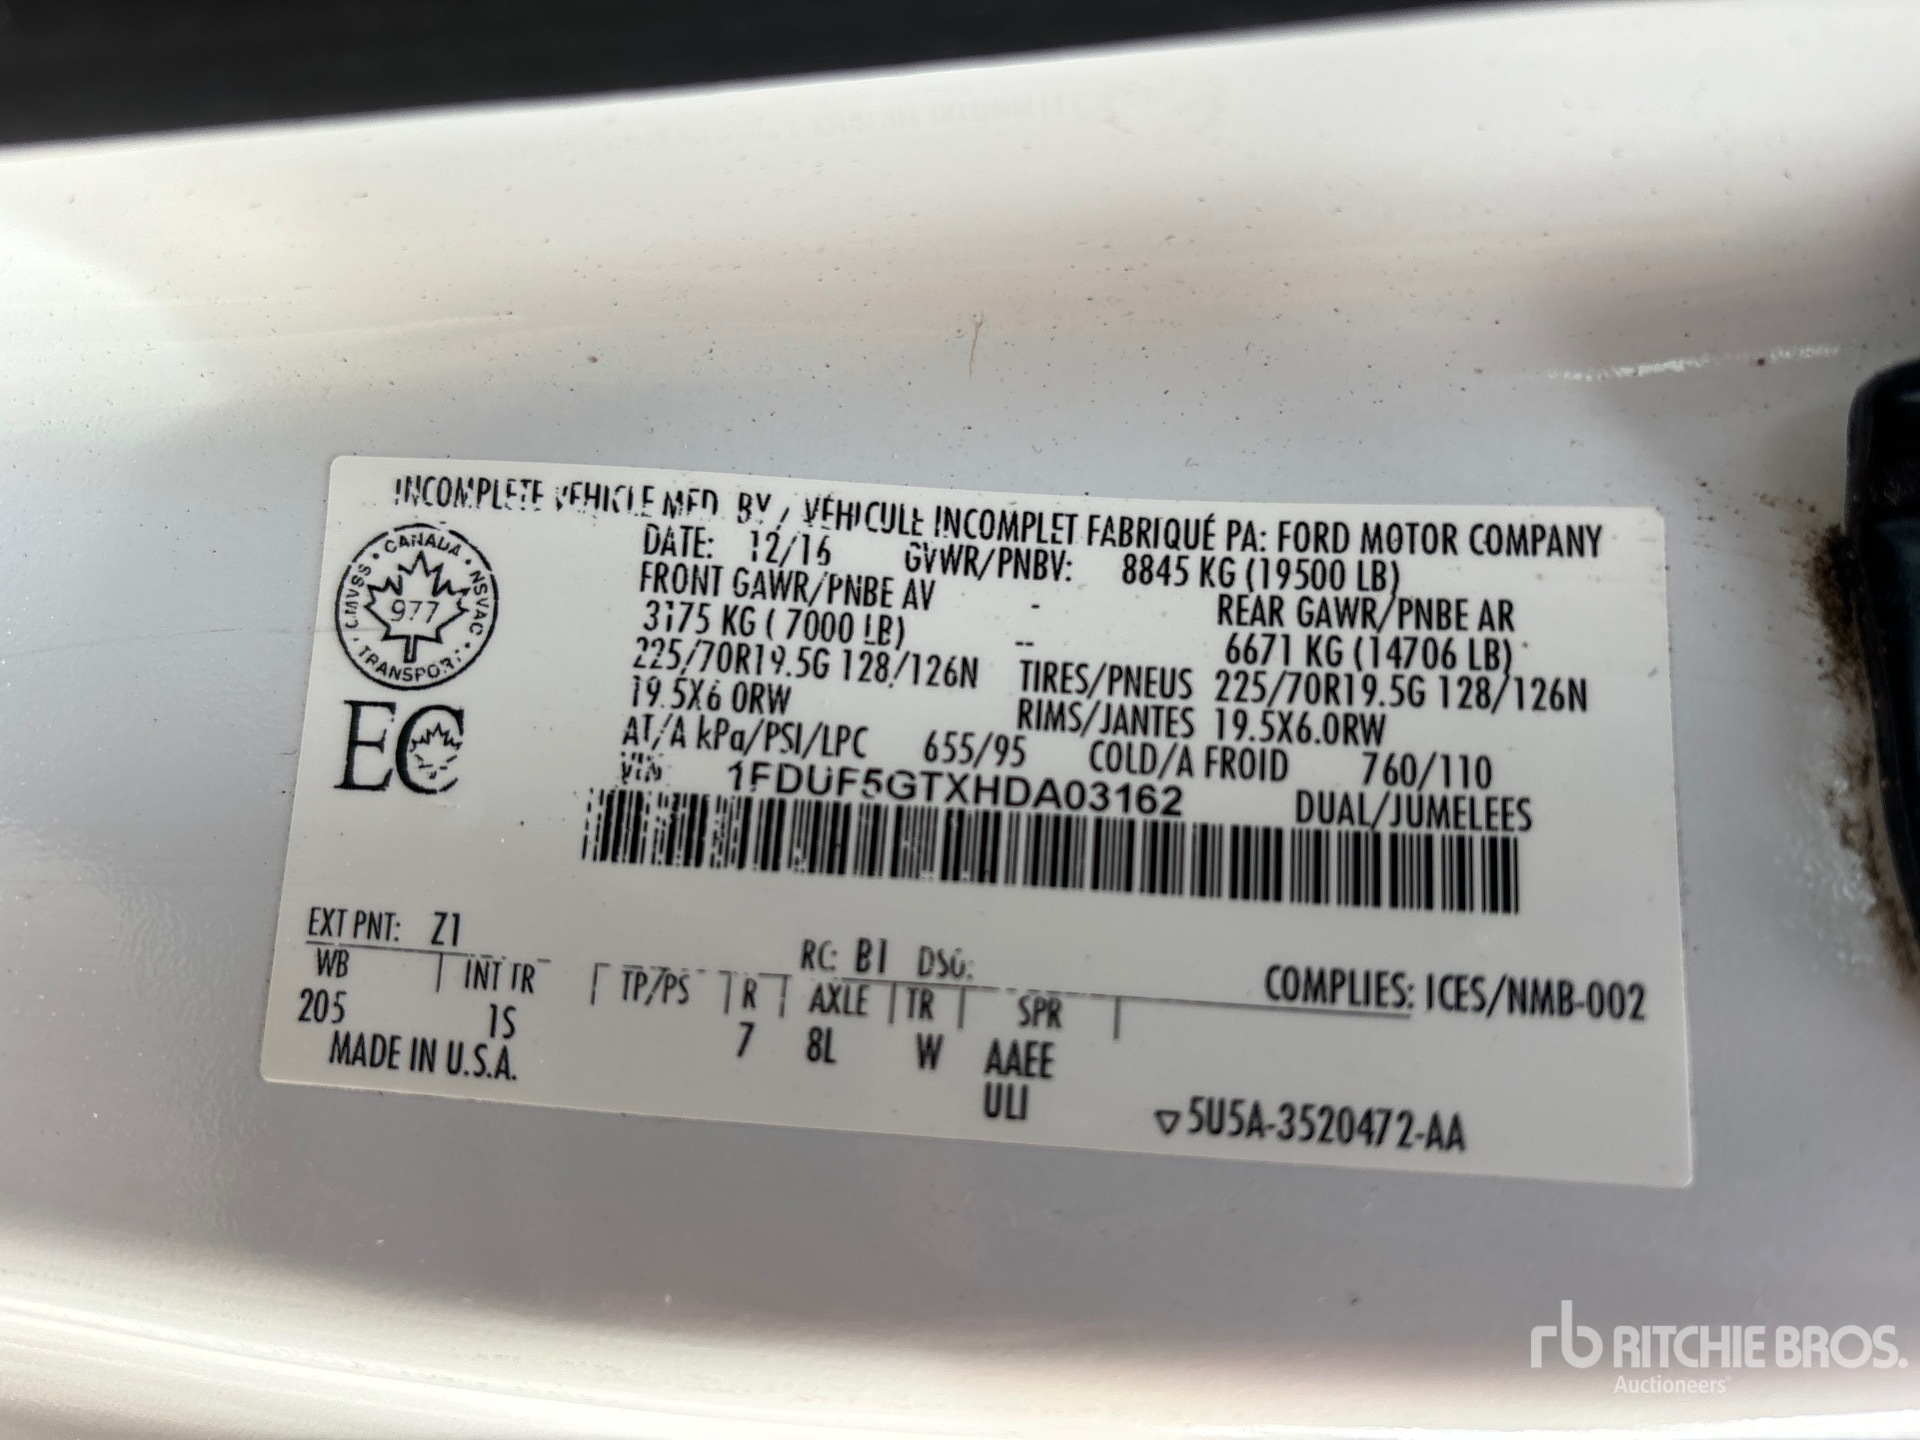 INCOMPLETE VEHICLE MFD. BY / VÉHICULE INCOMPLET FABRIQUÉ PA: FORD MOTOR COMPANY
DATE: 12/16 GVWR/PNBV: 8845 KG (19500 LB)
FRONT GAWR/PNBE AV - REAR GAWR/PNBE AR
3175 KG ( 7000 LB) -- 6671 KG (14706 LB)
225/70R19.5G 128/126N TIRES/PNEUS 225/70R19.5G 128/126N
19.5X6.0RW RIMS/JANTES 19.5X6.0RW
AT/A kPa/PSI/LPC 655/95 COLD/A FROID 760/110
VIN 1FDUF5GTXHDA03162 DUAL/JUMELEES
CANADA
CMVSS
NSVAC
977
TRANSPORT
EC
EXT PNT: Z1 RC: B1 DSO:
COMPLIES: ICES/NMB-002
WB | INT TR | TP/PS | R | AXLE | TR | SPR |
205 1S 7 8L W AAEE
MADE IN U.S.A. ULI
▽5U5A-3520472-AA
rb RITCHIE BROS.
Auctioneers